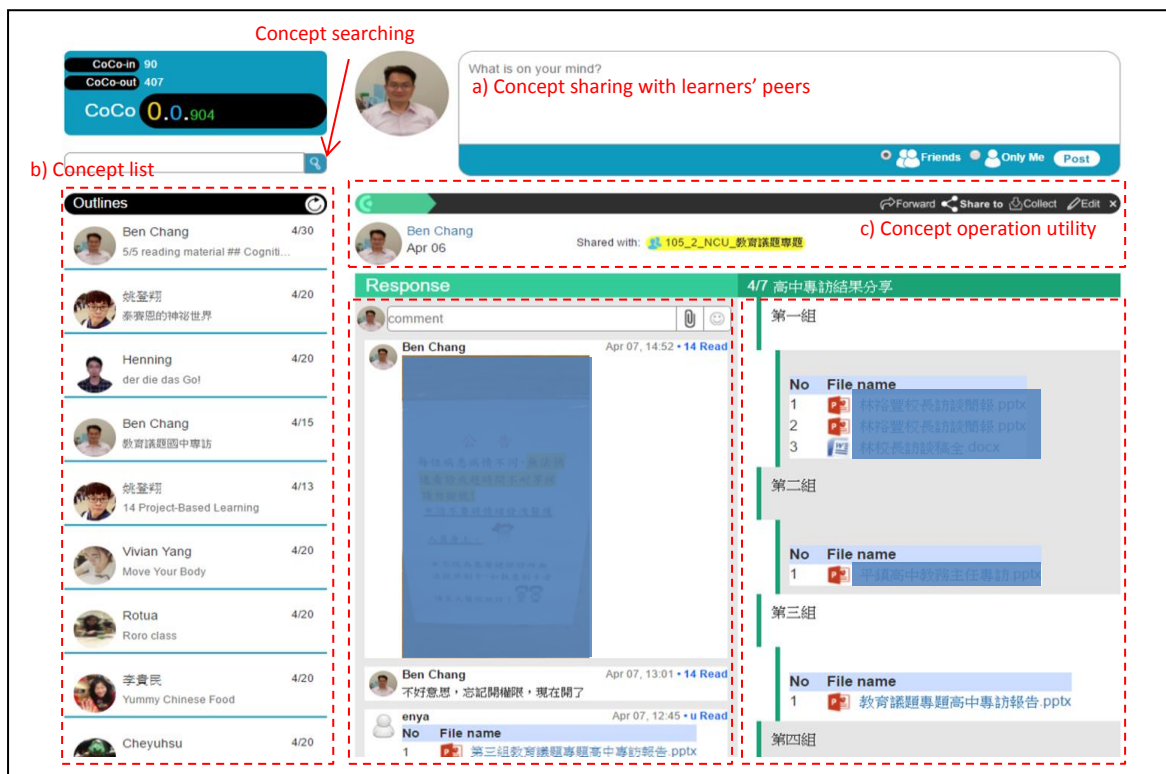 Concept searching
CoCo-in 90
CoCo-out 407
CoCo 0.0.904
What is on your mind?
a) Concept sharing with learners' peers
Friends Only Me Post
b) Concept list
Outlines
Ben Chang 4/30
5/5 reading material ## Cogniti...
姚登翔 4/20
泰賽恩的神祕世界
Henning 4/20
der die das Go!
Ben Chang 4/15
教育議題國中專訪
姚登翔 4/13
14 Project-Based Learning
Vivian Yang 4/20
Move Your Body
Rotua 4/20
Roro class
李貴民 4/20
Yummy Chinese Food
Cheyuhsu 4/20
Forward Share to Collect Edit ×
c) Concept operation utility
Ben Chang
Apr 06
Shared with: 105_2_NCU_教育議題專題
Response
comment
Ben Chang Apr 07, 14:52 • 14 Read
公 告
Ben Chang Apr 07, 13:01 • 14 Read
不好意思，忘記開權限，現在開了
enya Apr 07, 12:45 • u Read
No File name
1 第三組教育議題專題高中專訪報告.pptx
4/7 高中專訪結果分享
第一組
No File name
1 林裕豐校長訪談簡報.pptx
2 林裕豐校長訪談簡報.pptx
3 林校長訪談稿全.docx
第二組
No File name
1 平鎮高中教務主任專訪.pptx
第三組
No File name
1 教育議題專題高中專訪報告.pptx
第四組